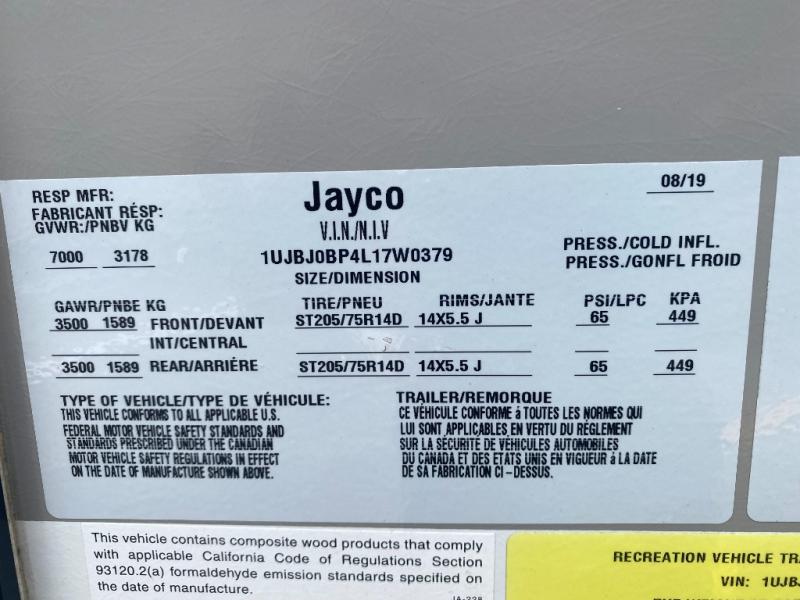 RESP MFR:
FABRICANT RÉSP:
GVWR:/PNBV KG
Jayco
08/19
V.I.N./N.I.V
7000 3178
1UJBJ0BP4L17W0379
PRESS./COLD INFL.
PRESS./GONFL FROID
SIZE/DIMENSION
GAWR/PNBE KG TIRE/PNEU RIMS/JANTE PSI/LPC KPA
3500 1589 FRONT/DEVANT ST205/75R14D 14X5.5 J 65 449
INT/CENTRAL
3500 1589 REAR/ARRIÈRE ST205/75R14D 14X5.5 J 65 449
TYPE OF VEHICLE/TYPE DE VÉHICULE: TRAILER/REMORQUE
THIS VEHICLE CONFORMS TO ALL APPLICABLE U.S.
FEDERAL MOTOR VEHICLE SAFETY STANDARDS AND
STANDARDS PRESCRIBED UNDER THE CANADIAN
MOTOR VEHICLE SAFETY REGULATIONS IN EFFECT
ON THE DATE OF MANUFACTURE SHOWN ABOVE.
CE VÉHICULE CONFORME à TOUTES LES NORMES QUI
LUI SONT APPLICABLES EN VERTU DU RÉGLEMENT
SUR LA SÉCURITE DE VÉHICULES AUTOMOBILES
DU CANADA ET DES ETATS UNIS EN VIGUEUR à LA DATE
DE SA FABRICATION CI-DESSUS.
This vehicle contains composite wood products that comply
with applicable California Code of Regulations Section
93120.2(a) formaldehyde emission standards specified on
the date of manufacture.
RECREATION VEHICLE TR
VIN: 1UJB